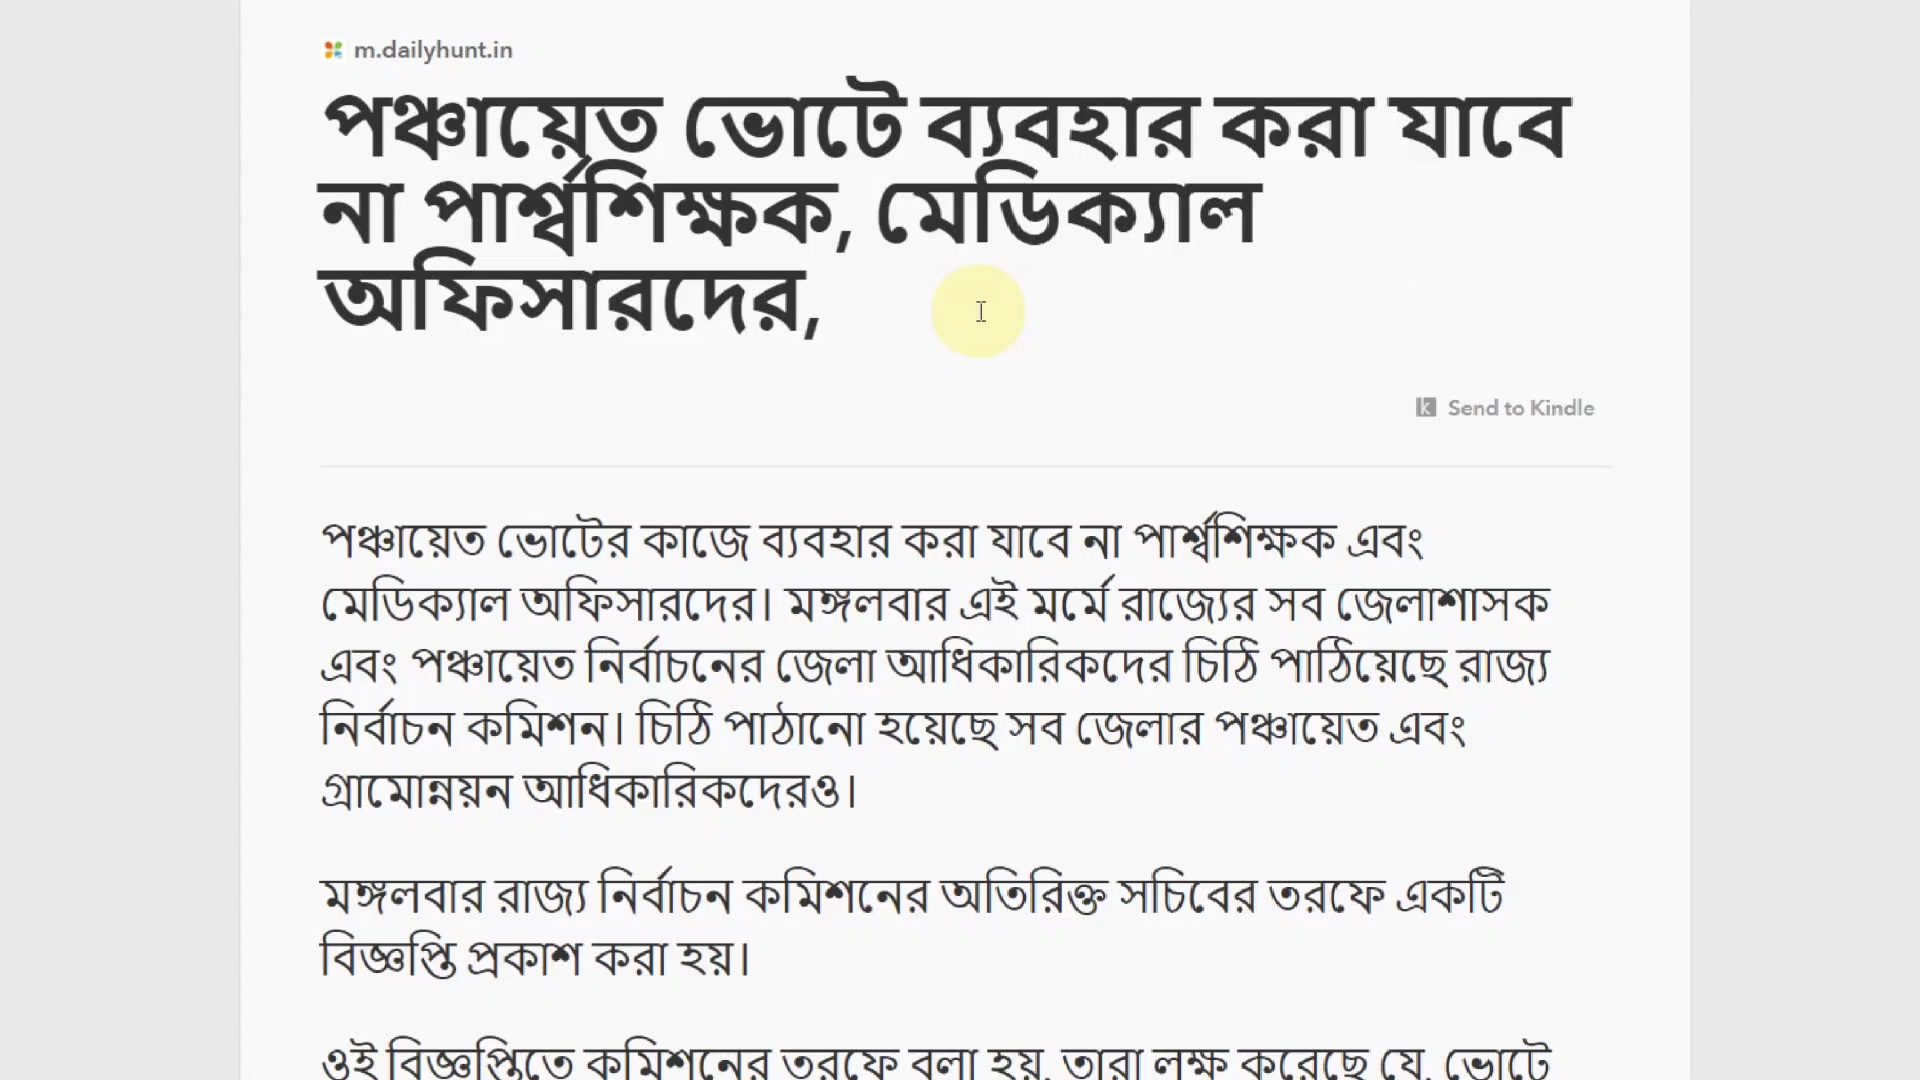 m.dailyhunt.in
পঞ্চায়েত ভোটে ব্যবহার করা যাবে
না পার্শ্বশিক্ষক, মেডিক্যাল
অফিসারদের,
Send to Kindle
পঞ্চায়েত ভোটের কাজে ব্যবহার করা যাবে না পার্শ্বশিক্ষক এবং
মেডিক্যাল অফিসারদের। মঙ্গলবার এই মর্মে রাজ্যের সব জেলাশাসক
এবং পঞ্চায়েত নির্বাচনের জেলা আধিকারিকদের চিঠি পাঠিয়েছে রাজ্য
নির্বাচন কমিশন। চিঠি পাঠানো হয়েছে সব জেলার পঞ্চায়েত এবং
গ্রামোন্নয়ন আধিকারিকদেরও।
মঙ্গলবার রাজ্য নির্বাচন কমিশনের অতিরিক্ত সচিবের তরফে একটি
বিজ্ঞপ্তি প্রকাশ করা হয়।
ওই বিজ্ঞপ্তিতে কমিশনের তরফে বলা হয়, তারা লক্ষ করেছে যে, ভোটে